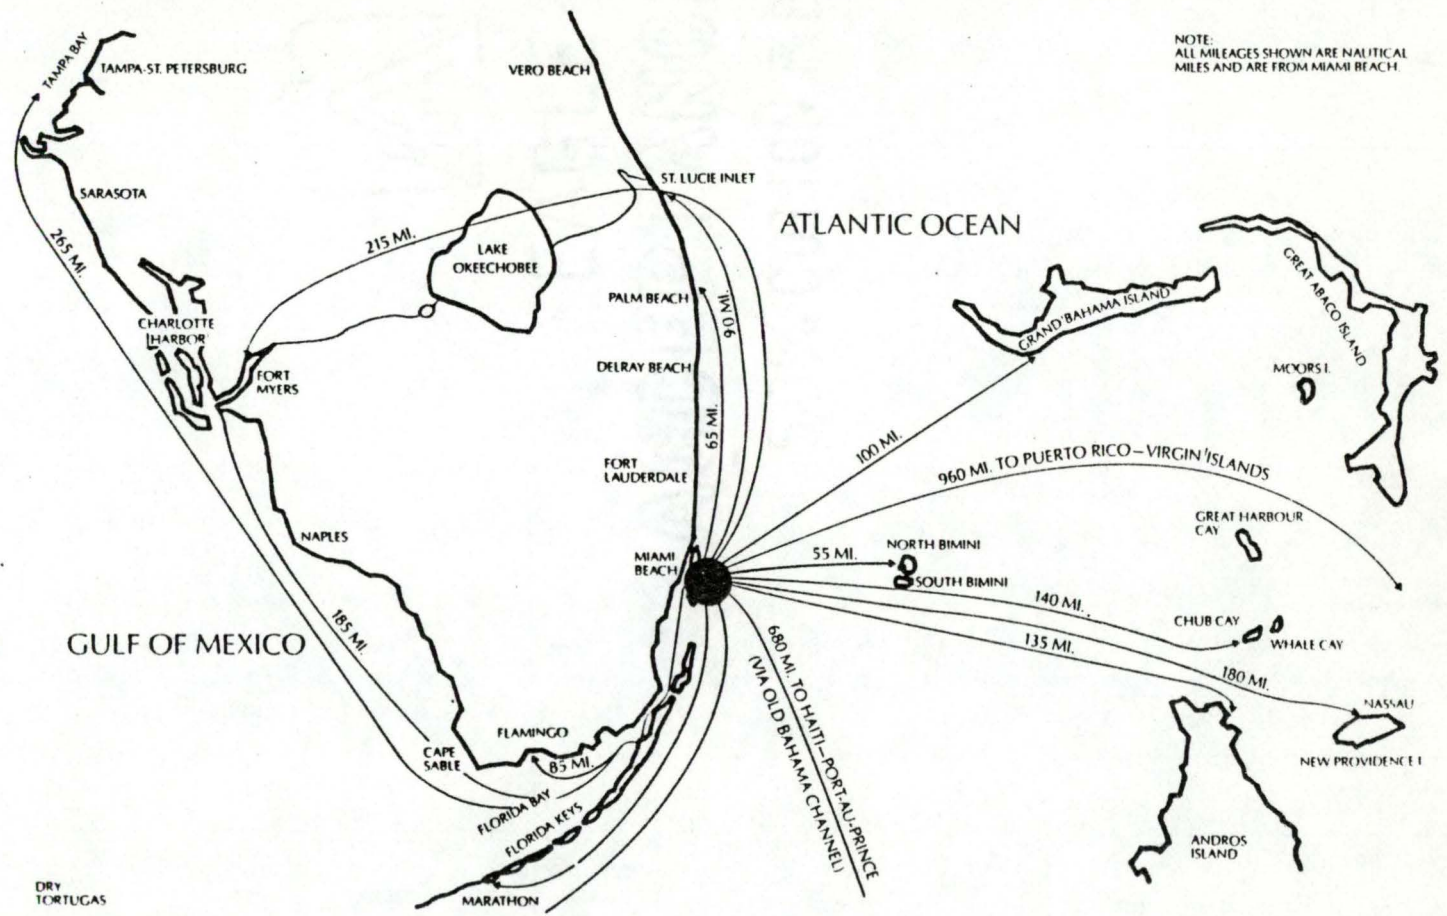 NOTE:
ALL MILEAGES SHOWN ARE NAUTICAL
MILES AND ARE FROM MIAMI BEACH.
TAMPA BAY
TAMPA-ST. PETERSBURG
VERO BEACH
SARASOTA
ST. LUCIE INLET
ATLANTIC OCEAN
265 MI.
215 MI.
LAKE
OKEECHOBEE
PALM BEACH
90 MI
GRAND BAHAMA ISLAND
GREAT ABACO ISLAND
CHARLOTTE
HARBOR
FORT
MYERS
DELRAY BEACH
MOORS I.
65 MI.
100 MI.
FORT
LAUDERDALE
960 MI. TO PUERTO RICO—VIRGIN ISLANDS
GREAT HARBOUR
CAY
NAPLES
MIAMI
BEACH
55 MI.
NORTH BIMINI
SOUTH BIMINI
140 MI.
CHUB CAY
WHALE CAY
135 MI.
180 MI.
GULF OF MEXICO
185 MI.
680 MI. TO HAITI—PORT-AU-PRINCE
(VIA OLD BAHAMA CHANNEL)
NASSAU
NEW PROVIDENCE I.
FLAMINGO
CAPE
SABLE
85 MI.
FLORIDA BAY
FLORIDA KEYS
ANDROS
ISLAND
DRY
TORTUGAS
MARATHON